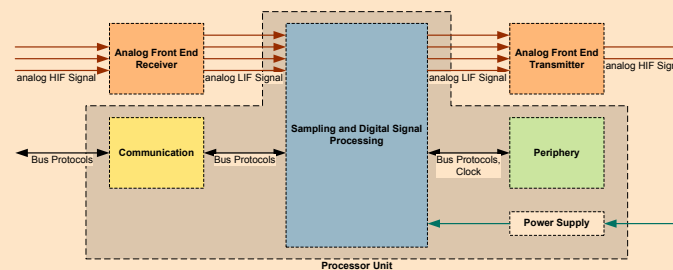 Analog Front End
Receiver
Analog Front End
Transmitter
analog HIF Signal
analog LIF Signal
analog LIF Signal
analog HIF Signa
Sampling and Digital Signal
Processing
Communication
Periphery
Bus Protocols
Bus Protocols
Bus Protocols,
Clock
Power Supply
Processor Unit